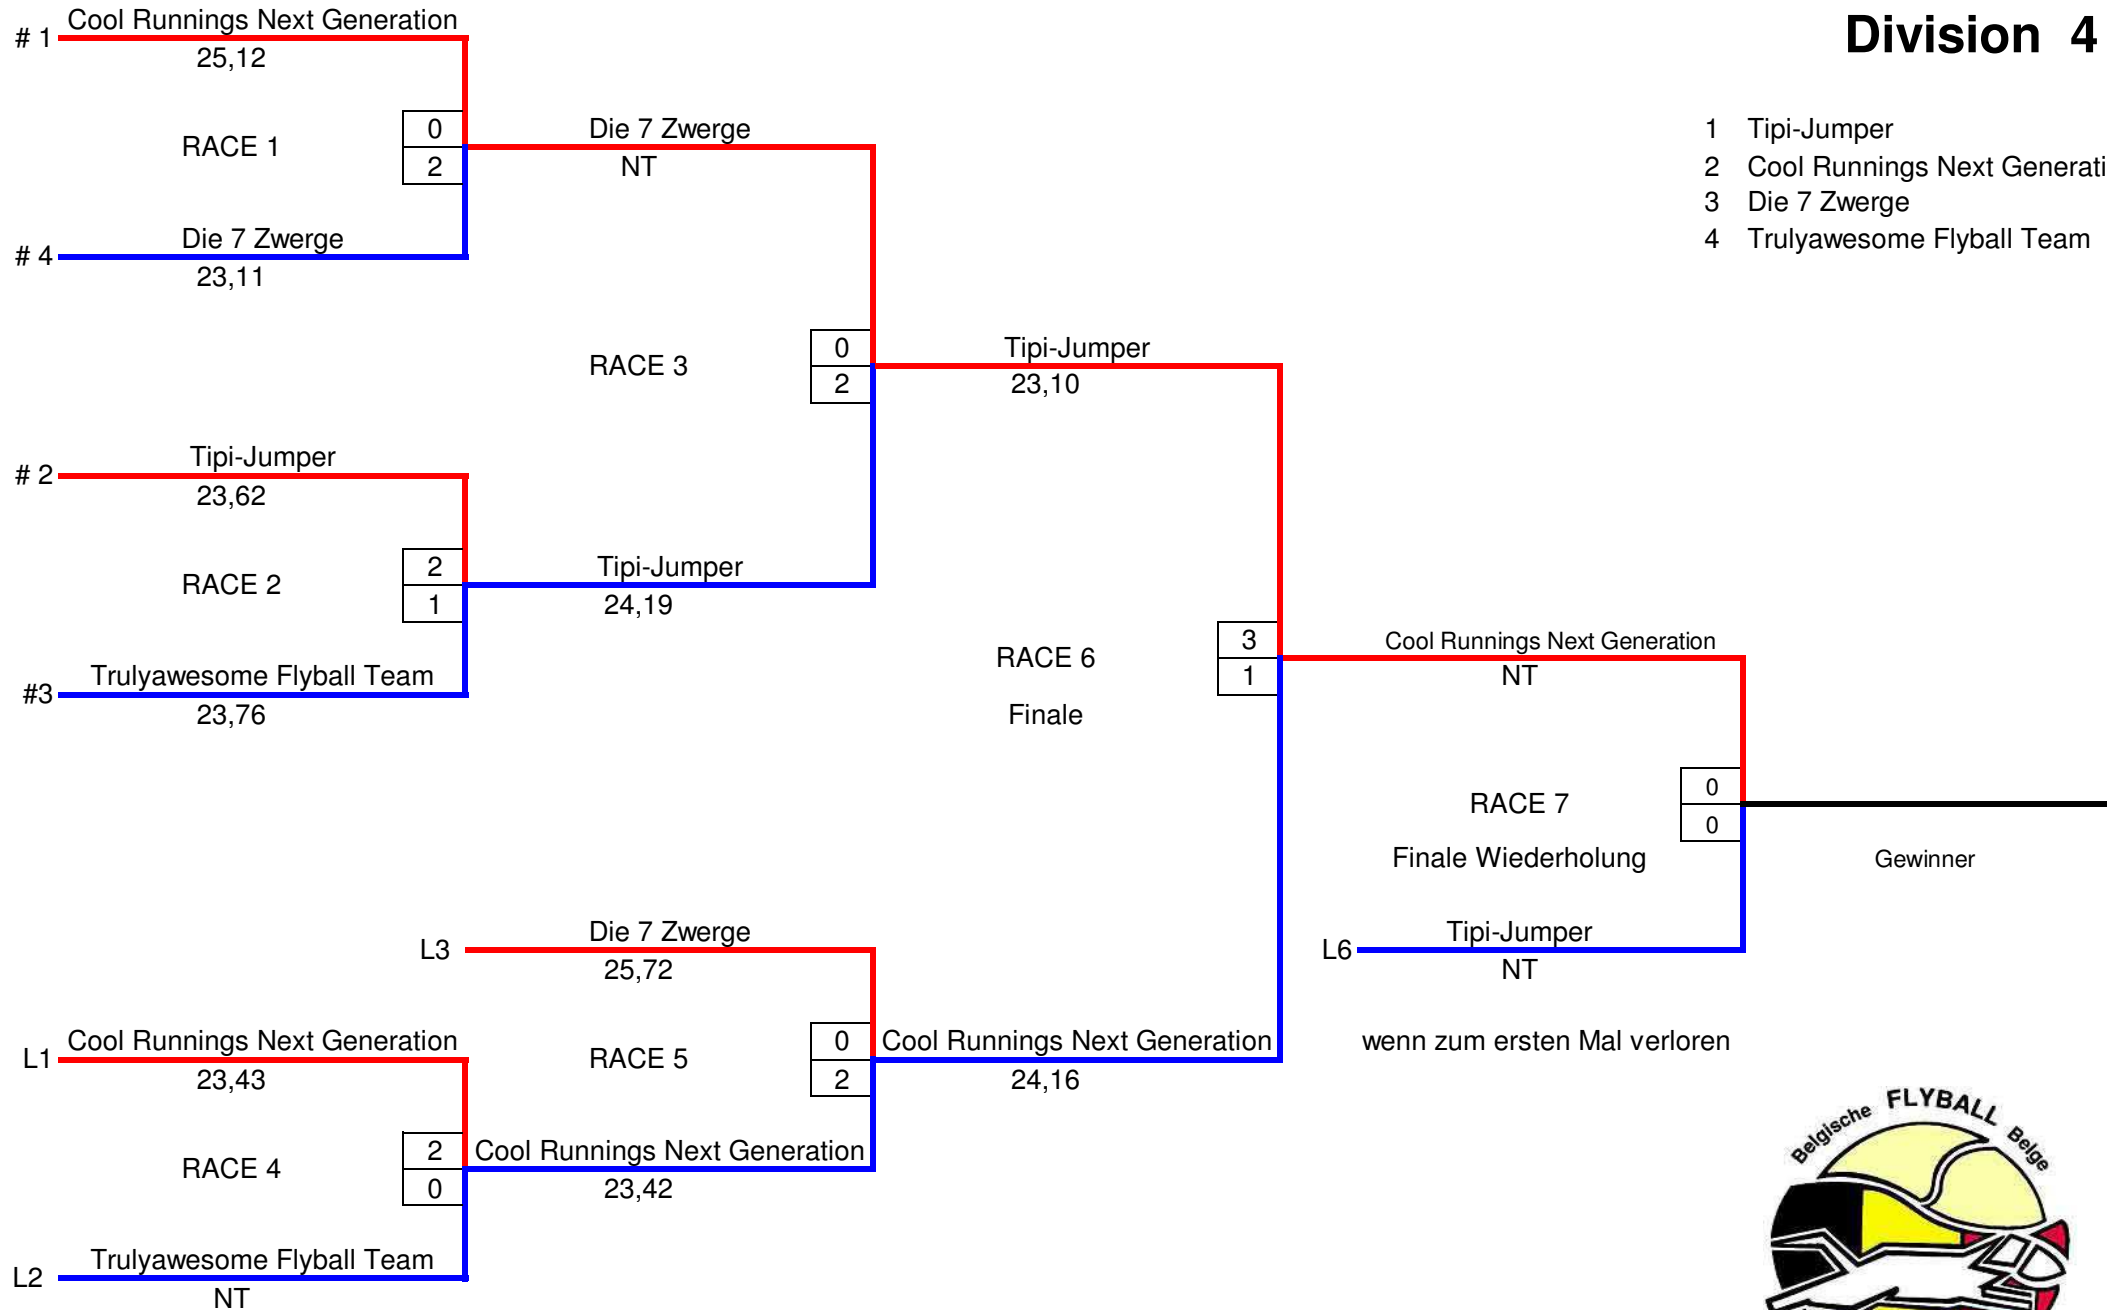 Division 4
# 1 Cool Runnings Next Generation
25,12
RACE 1
0
2
# 4 Die 7 Zwerge
23,11
Die 7 Zwerge
NT
1 Tipi-Jumper
2 Cool Runnings Next Generati
3 Die 7 Zwerge
4 Trulyawesome Flyball Team
RACE 3
0
2
Tipi-Jumper
23,10
# 2 Tipi-Jumper
23,62
RACE 2
2
1
#3 Trulyawesome Flyball Team
23,76
Tipi-Jumper
24,19
RACE 6
3
1
Finale
Cool Runnings Next Generation
NT
RACE 7
0
0
Finale Wiederholung
Gewinner
L6 Tipi-Jumper
NT
wenn zum ersten Mal verloren
L3 Die 7 Zwerge
25,72
RACE 5
0
2
Cool Runnings Next Generation
24,16
L1 Cool Runnings Next Generation
23,43
RACE 4
2
0
Cool Runnings Next Generation
23,42
L2 Trulyawesome Flyball Team
NT
Belgische FLYBALL Belge